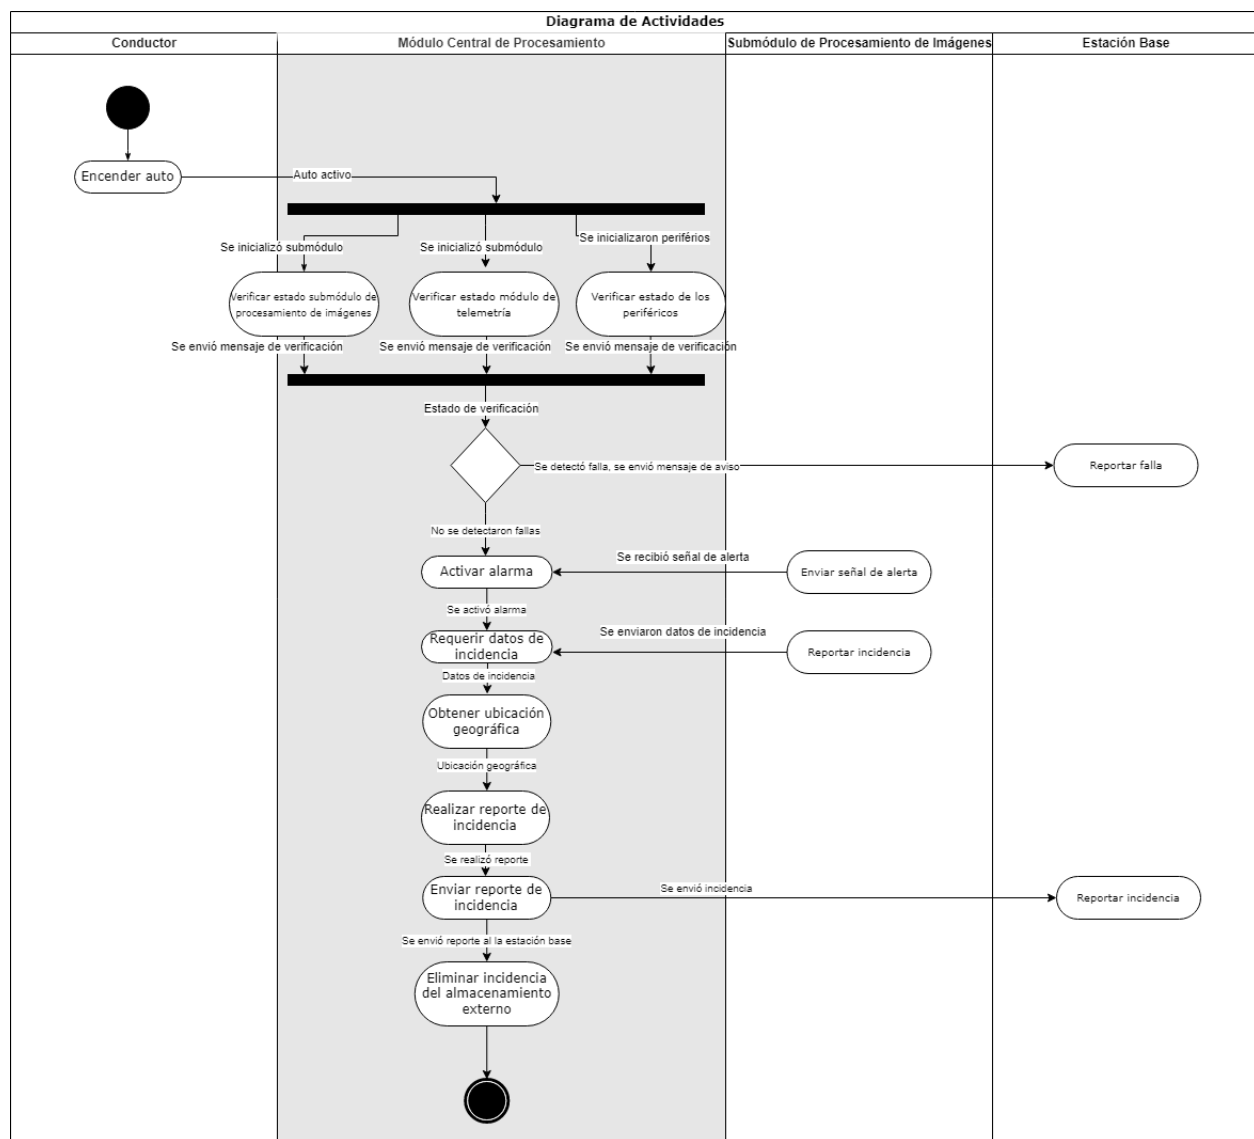 Diagrama de Actividades
Conductor
Módulo Central de Procesamiento
Submódulo de Procesamiento de Imágenes
Estación Base
Encender auto
Auto activo
Se inicializó submódulo
Se inicializó submódulo
Se inicializaron periférios
Verificar estado submódulo de
procesamiento de imágenes
Verificar estado módulo de
telemetría
Verificar estado de los
periféricos
Se envió mensaje de verificación
Se envió mensaje de verificación
Se envió mensaje de verificación
Estado de verificación
Se detectó falla, se envió mensaje de aviso
Reportar falla
No se detectaron fallas
Activar alarma
Se recibió señal de alerta
Enviar señal de alerta
Se activó alarma
Requerir datos de
incidencia
Se enviaron datos de incidencia
Reportar incidencia
Datos de incidencia
Obtener ubicación
geográfica
Ubicación geográfica
Realizar reporte de
incidencia
Se realizó reporte
Enviar reporte de
incidencia
Se envió incidencia
Reportar incidencia
Se envió reporte al la estación base
Eliminar incidencia
del almacenamiento
externo